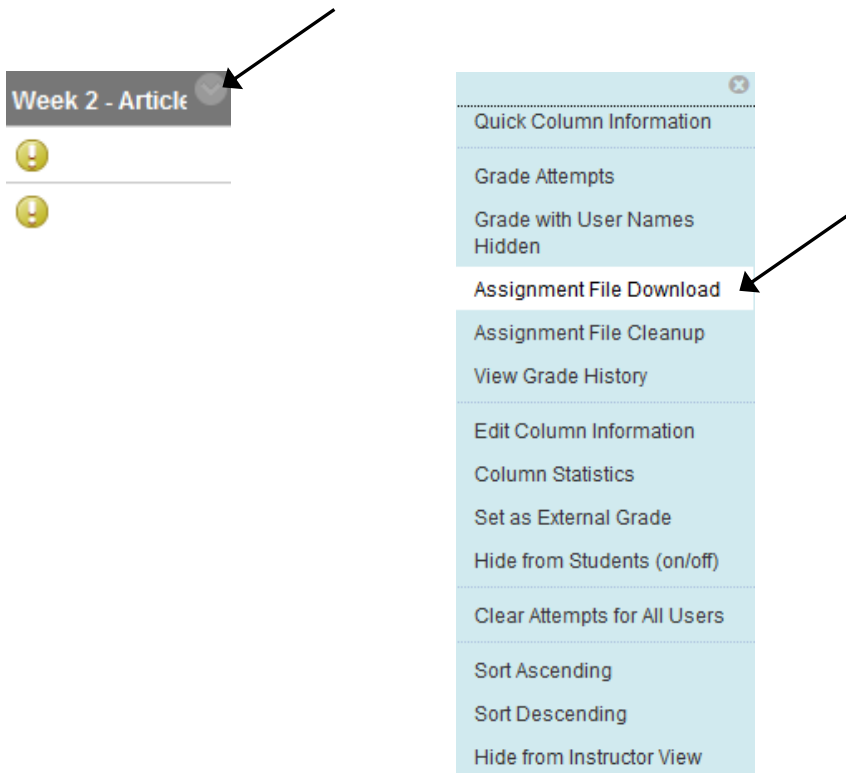 Week 2 - Article
Quick Column Information
Grade Attempts
Grade with User Names
Hidden
Assignment File Download
Assignment File Cleanup
View Grade History
Edit Column Information
Column Statistics
Set as External Grade
Hide from Students (on/off)
Clear Attempts for All Users
Sort Ascending
Sort Descending
Hide from Instructor View